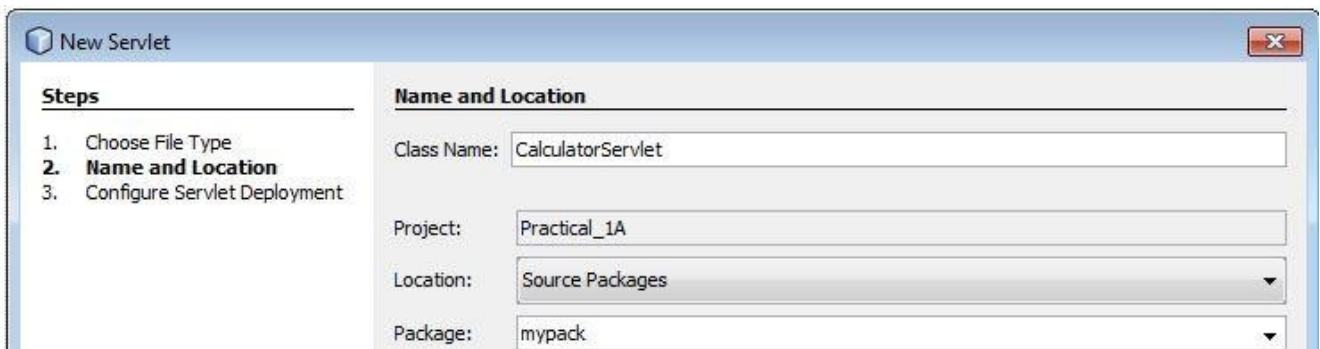 New Servlet
Steps
1. Choose File Type
2. Name and Location
3. Configure Servlet Deployment
Name and Location
Class Name: CalculatorServlet
Project: Practical_1A
Location: Source Packages
Package: mypack